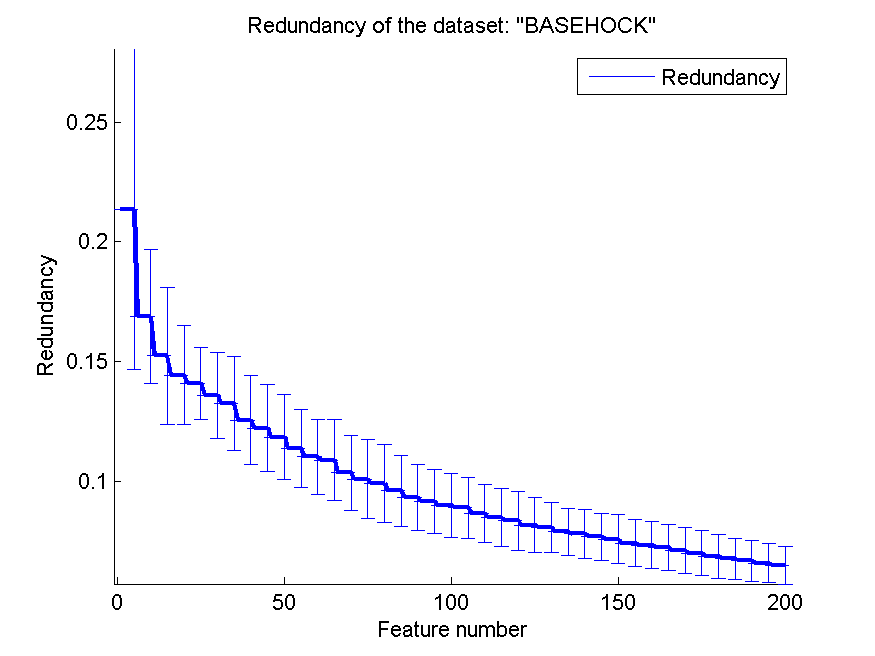 Redundancy of the dataset: "BASEHOCK"
Redundancy
0.25
0.2
0.15
0.1
Redundancy
0
50
100
150
200
Feature number